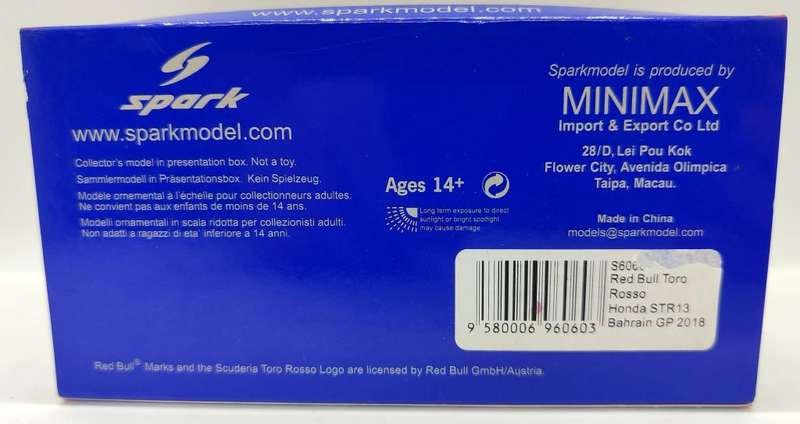 www.sparkmodel.com
spark
www.sparkmodel.com
Collector's model in presentation box. Not a toy.
Sammlermodell in Präsentationsbox. Kein Spielzeug.
Modèle ornemental à l'échelle pour collectionneurs adultes.
Ne convient pas aux enfants de moins de 14 ans.
Modelli ornamentali in scala ridotta per collezionisti adulti.
Non adatti a ragazzi di eta' inferiore a 14 anni.
Ages 14+
Long term exposure to direct
sunlight or bright spotlight
may cause damage.
Sparkmodel is produced by
MINIMAX
Import & Export Co Ltd
28/D, Lei Pou Kok
Flower City, Avenida Olimpica
Taipa, Macau.
Made in China
models@sparkmodel.com
Red Bull Toro
Rosso
Honda STR13
Bahrain GP 2018
9 580006 960603
Red Bull® Marks and the Scuderia Toro Rosso Logo are licensed by Red Bull GmbH/Austria.